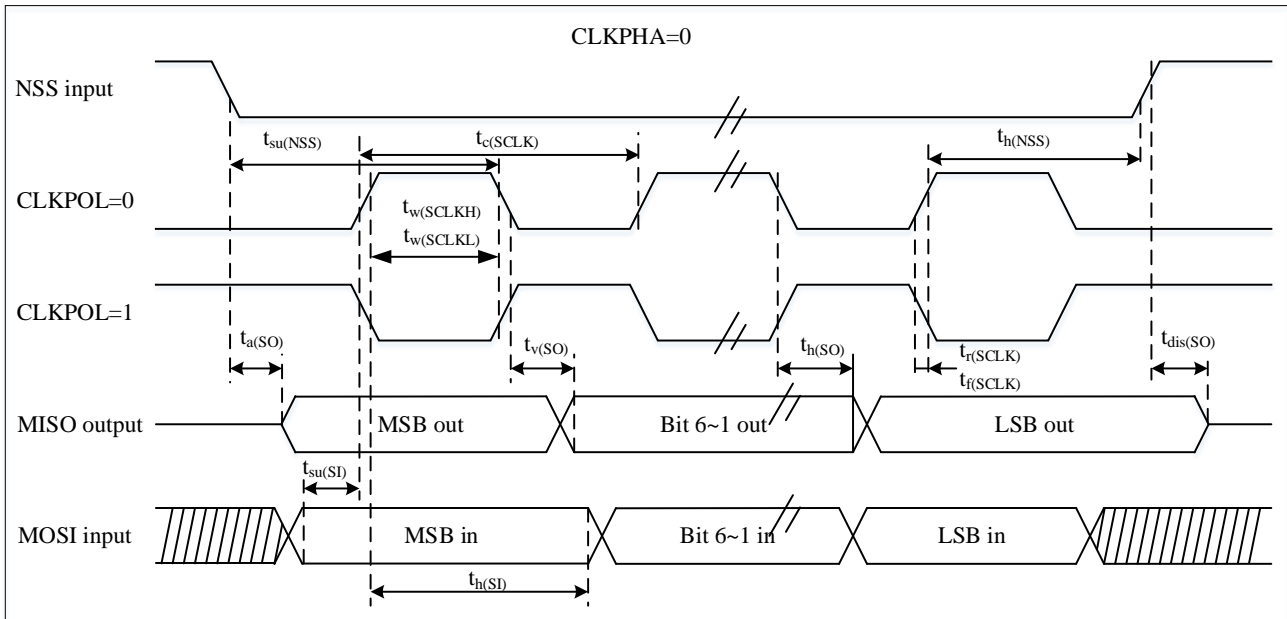 CLKPHA=0
NSS input
tsu(NSS)
tc(SCLK)
th(NSS)
CLKPOL=0
tw(SCLKH)
tw(SCLKL)
CLKPOL=1
ta(SO)
tv(SO)
th(SO)
tr(SCLK)
tf(SCLK)
tdis(SO)
MISO output
MSB out
Bit 6~1 out
LSB out
tsu(SI)
MOSI input
MSB in
Bit 6~1 in
LSB in
th(SI)